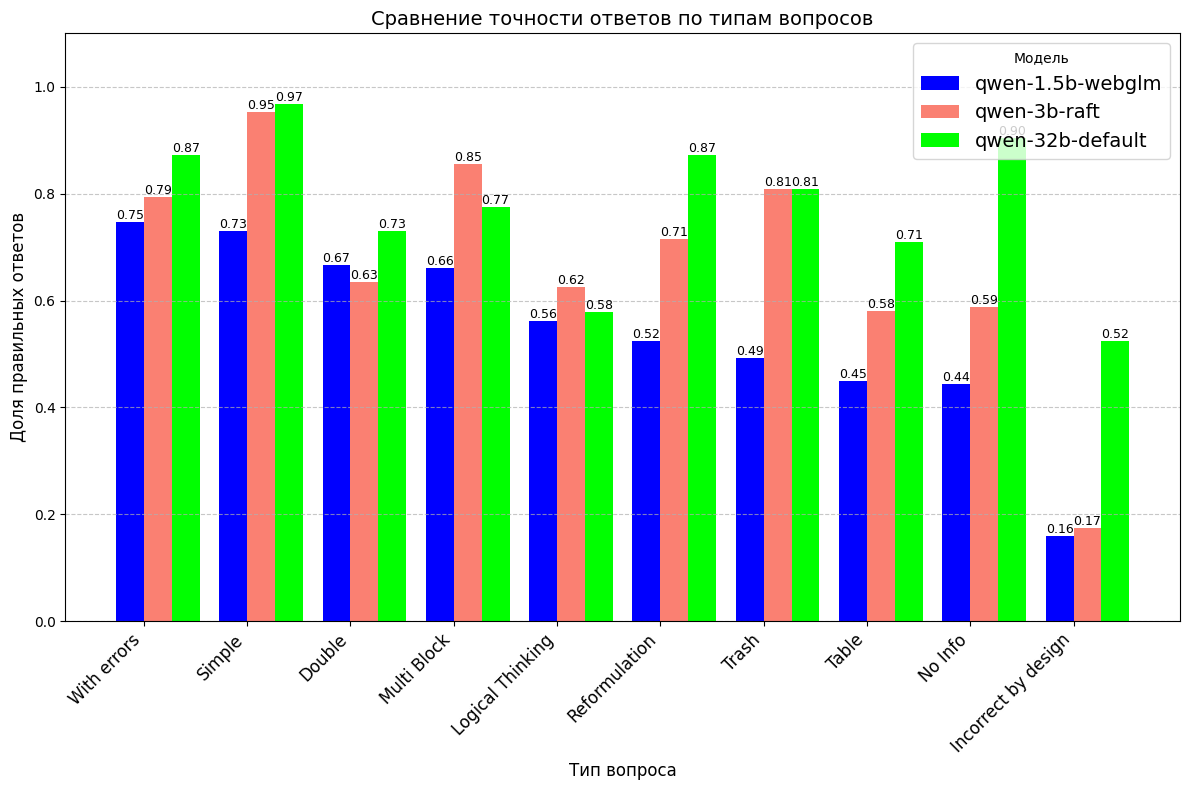 Сравнение точности ответов по типам вопросов
Модель
qwen-1.5b-webglm
qwen-3b-raft
qwen-32b-default
Доля правильных ответов
1.0
0.8
0.6
0.4
0.2
0.0
0.75 0.79 0.87
0.73 0.95 0.97
0.67 0.63 0.73
0.66 0.85 0.77
0.56 0.62 0.58
0.52 0.71 0.87
0.49 0.81 0.81
0.45 0.58 0.71
0.44 0.59 0.90
0.16 0.17 0.52
With errors
Simple
Double
Multi Block
Logical Thinking
Reformulation
Trash
Table
No Info
Incorrect by design
Тип вопроса